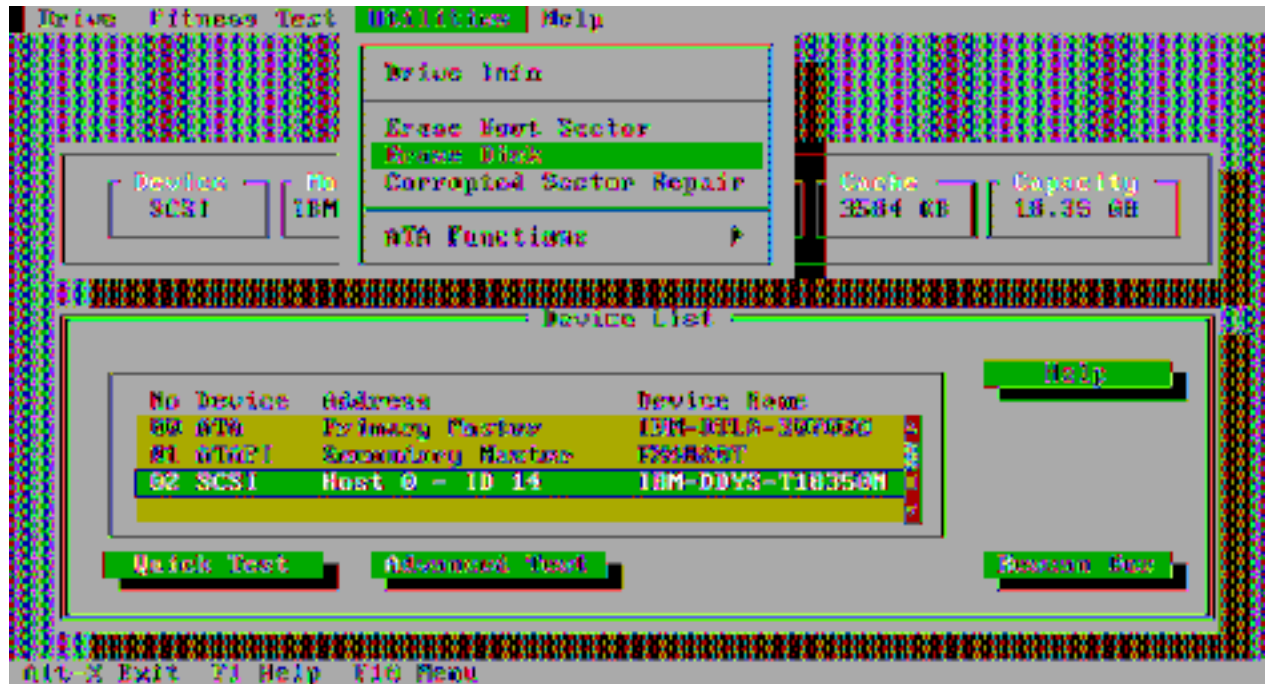 Drive Fitness Test Utilities Help
Drive Info
Erase Boot Sector
Erase Disk
Corrupted Sector Repair
ATA Functions
Device
SCSI
IBM
Cache
3584 KB
Capacity
18.35 GB
Device List
No Device Address Device Name
00 ATA Primary Master
01 ATAPI Secondary Master
02 SCSI Host 0 - ID 14 IBM-DDYS-T18350N
Help
Quick Test Advanced Test Rescan Bus
Alt-X Exit F1 Help F10 Menu